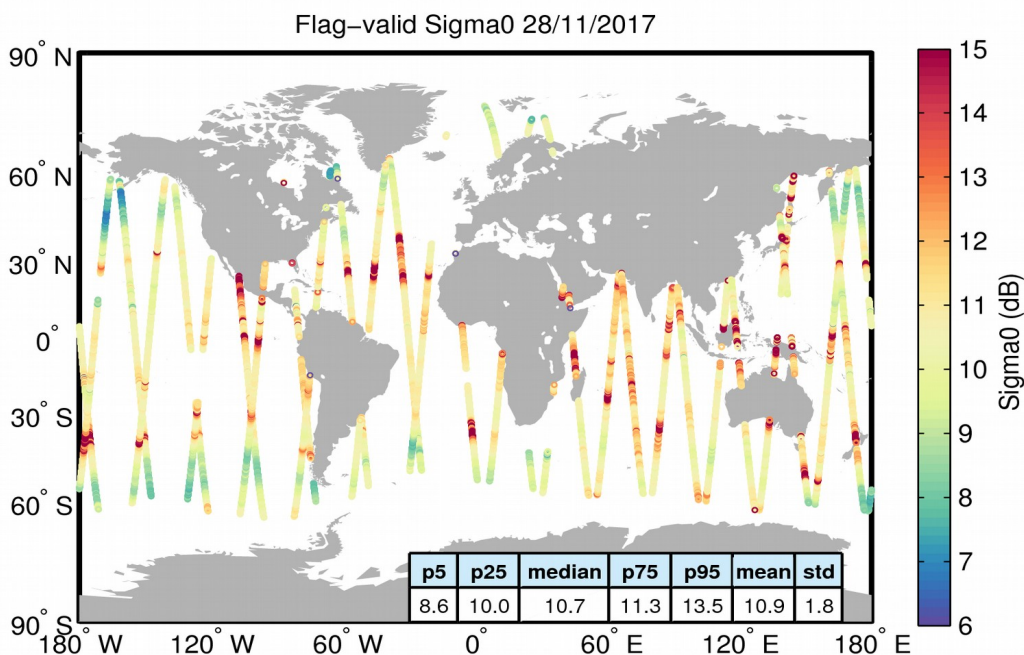 Flag−valid Sigma0 28/11/2017
90° N
60° N
30° N
0°
30° S
60° S
90° S
180° W
120° W
60° W
0°
60° E
120° E
180° E
15
14
13
12
11
10
9
8
7
6
Sigma0 (dB)
p5 p25 median p75 p95 mean std
8.6 10.0 10.7 11.3 13.5 10.9 1.8